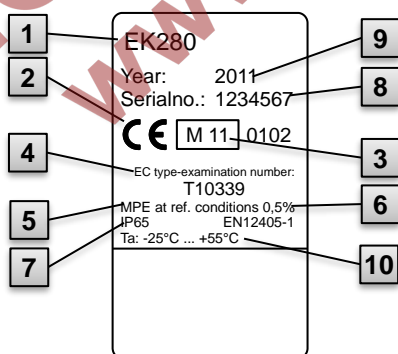 1
EK280
9
2
Year: 2011
8
Serialno.: 1234567
CE M 11 0102
4
3
EC type-examination number:
T10339
5
MPE at ref. conditions 0,5%
6
IP65 EN12405-1
7
Ta: -25°C ... +55°C
10